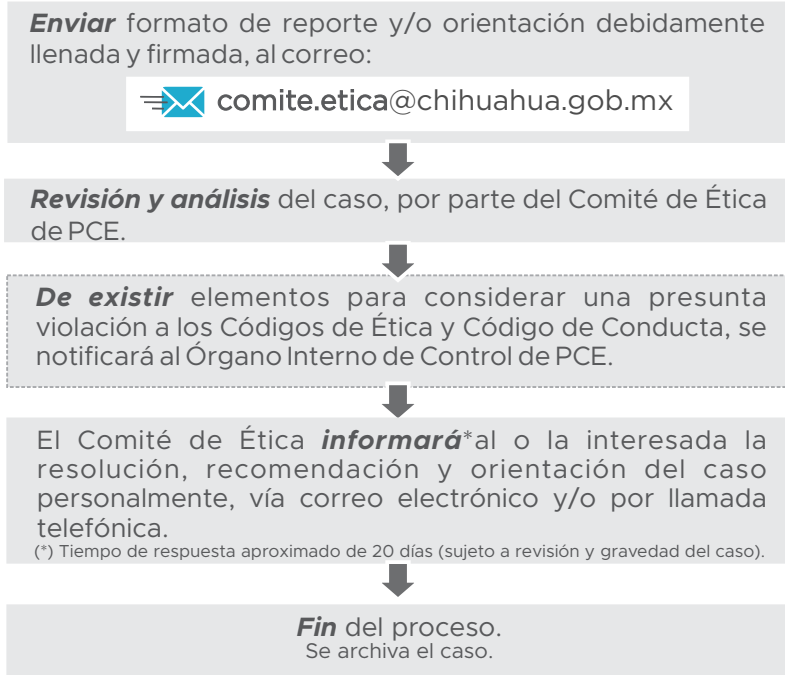 Enviar formato de reporte y/o orientación debidamente
llenada y firmada, al correo:
comite.etica@chihuahua.gob.mx
Revisión y análisis del caso, por parte del Comité de Ética
de PCE.
De existir elementos para considerar una presunta
violación a los Códigos de Ética y Código de Conducta, se
notificará al Órgano Interno de Control de PCE.
El Comité de Ética informará*al o la interesada la
resolución, recomendación y orientación del caso
personalmente, vía correo electrónico y/o por llamada
telefónica.
(*) Tiempo de respuesta aproximado de 20 días (sujeto a revisión y gravedad del caso).
Fin del proceso.
Se archiva el caso.